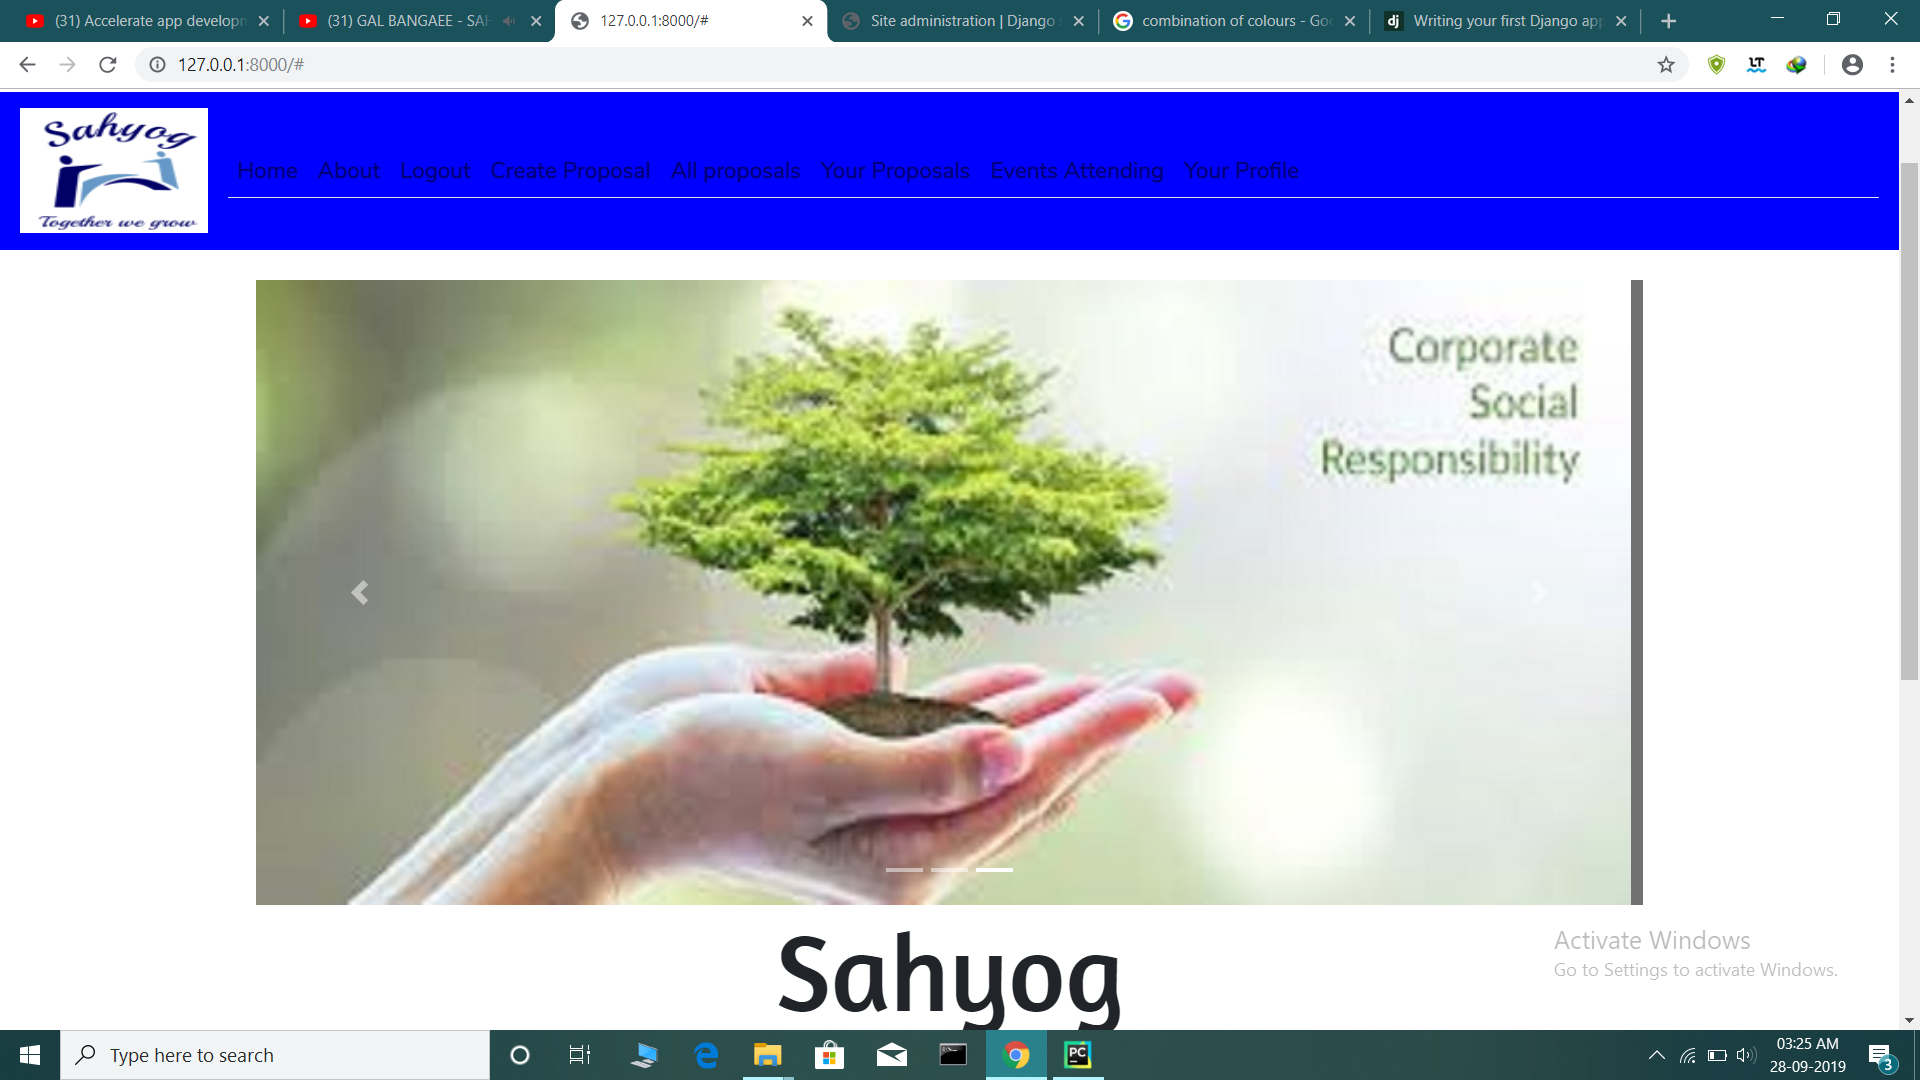 (31) Accelerate app developn
(31) GAL BANGAEE - SAH
127.0.0.1:8000/#
Site administration | Django
combination of colours - Goo
Writing your first Django app
127.0.0.1:8000/#
Sahyog
Together we grow
Home About Logout Create Proposal All proposals Your Proposals Events Attending Your Profile
Corporate
Social
Responsibility
Sahyog
Activate Windows
Go to Settings to activate Windows.
Type here to search
03:25 AM
28-09-2019
3